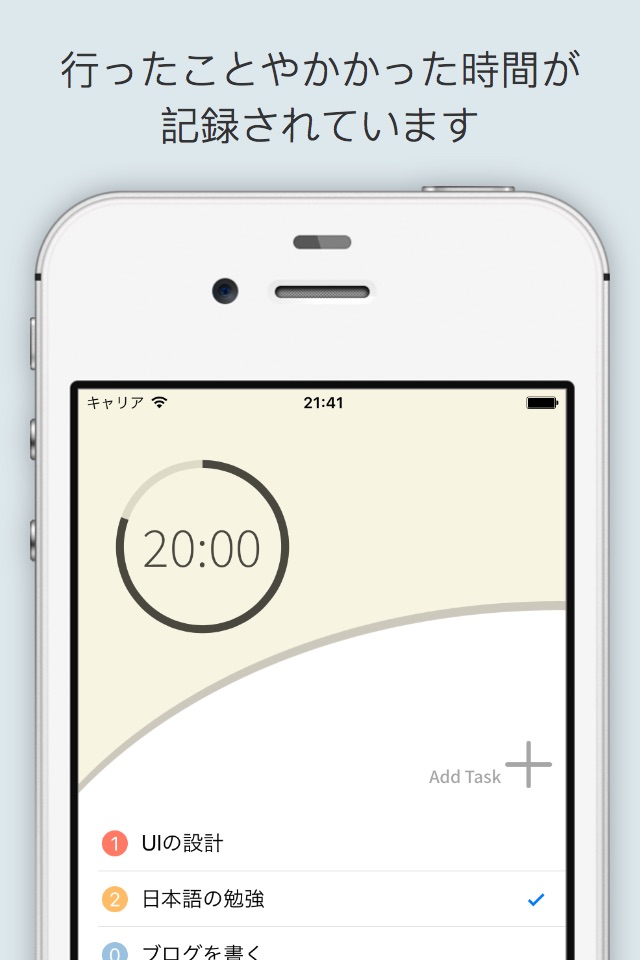 行ったことやかかった時間が
記録されています
キャリア 21:41
20:00
Add Task
1 UIの設計
2 日本語の勉強
0 ブログを書く